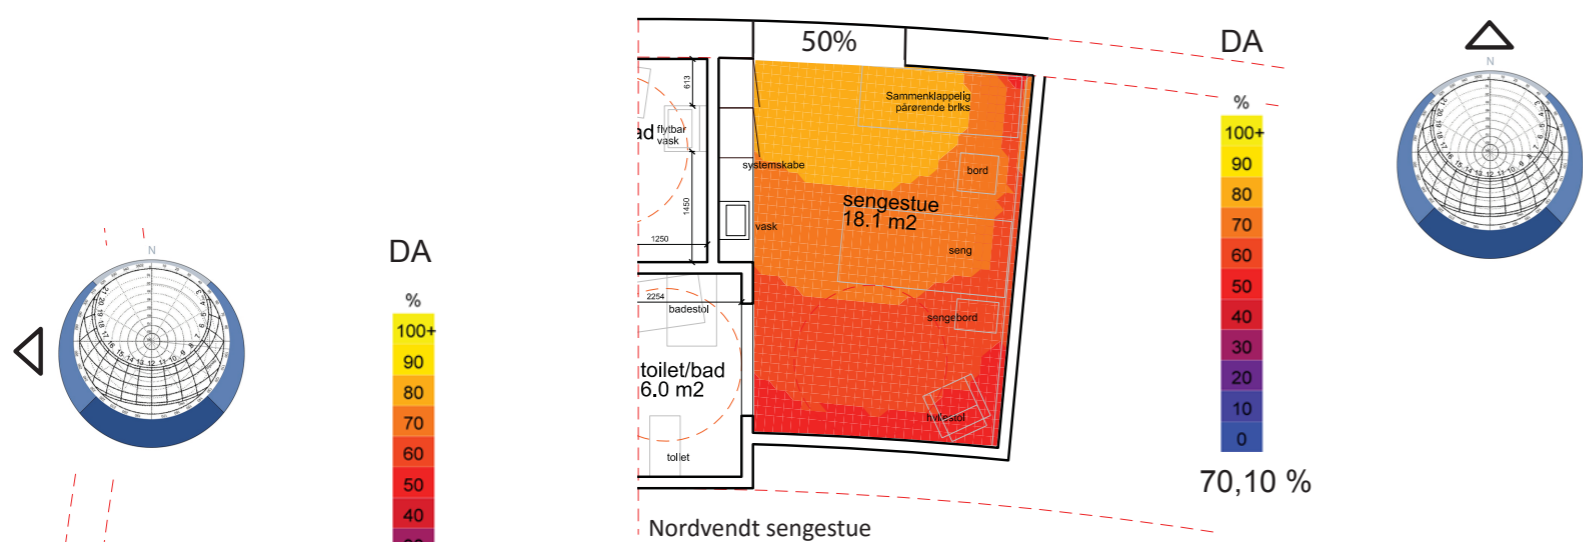 50%
DA
N
%
100+
90
80
70
60
50
40
30
20
10
0
70,10 %
613
ad
flytbar
vask
Sammenklappelig
pårørende briks
bord
systemskabe
sengestue
18.1 m2
1450
vask
1250
seng
2254
badestol
sengebord
toilet/bad
6.0 m2
hvilestol
toilet
Nordvendt sengestue
N
DA
%
100+
90
80
70
60
50
40